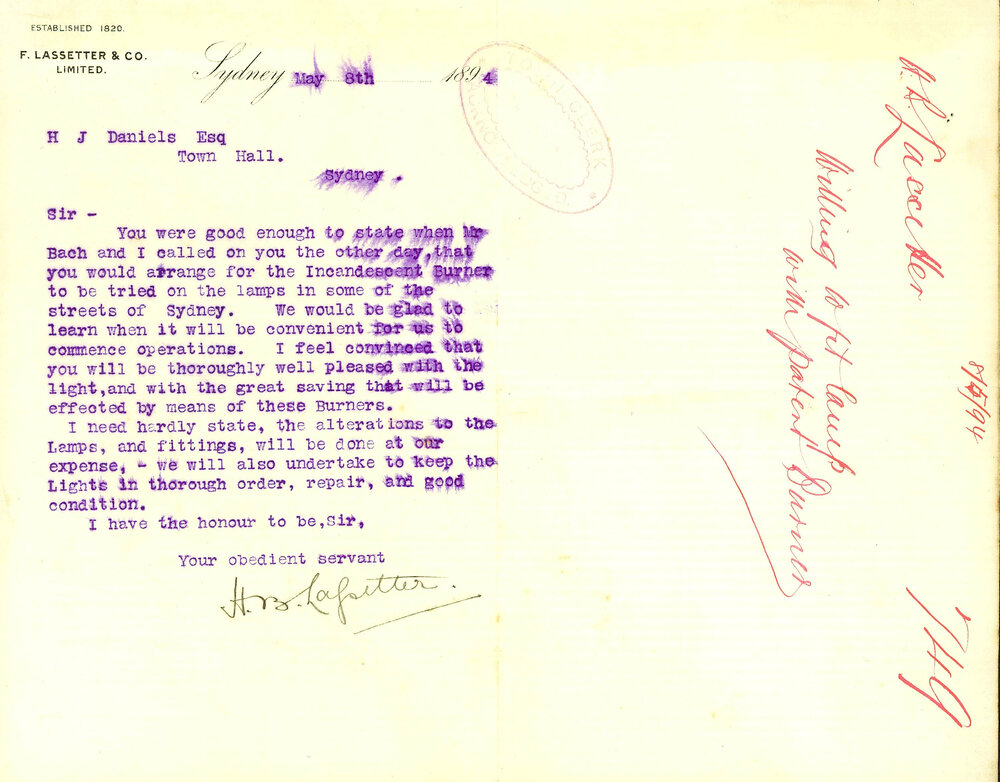 ESTABLISHED 1820.
F. LASSETTER & CO.
LIMITED.
Sydney May 8th 1894
H J Daniels Esq
Town Hall.
Sydney.
Sir -
You were good enough to state when Mr
Bach and I called on you the other day,that
you would arrange for the Incandescent Burner
to be tried on the lamps in some of the
streets of Sydney. We would be glad to
learn when it will be convenient for us to
commence operations. I feel convinced that
you will be thoroughly well pleased with the
light,and with the great saving that will be
effected by means of these Burners.
I need hardly state, the alterations to the
Lamps, and fittings, will be done at our
expense, - we will also undertake to keep the
Lights in thorough order, repair, and good
condition.
I have the honour to be,Sir,
Your obedient servant
H.B. Lassetter.
TOWN CLERK
H.B. Lassetter
Willing to fit lamps
with patent Burner
8/5/94